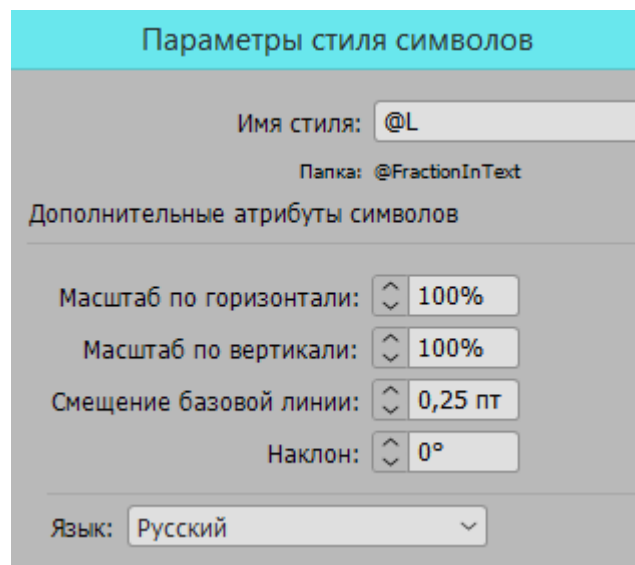 Параметры стиля символов
Имя стиля: @L
Папка: @FractionInText
Дополнительные атрибуты символов
Масштаб по горизонтали: 100%
Масштаб по вертикали: 100%
Смещение базовой линии: 0,25 пт
Наклон: 0°
Язык: Русский